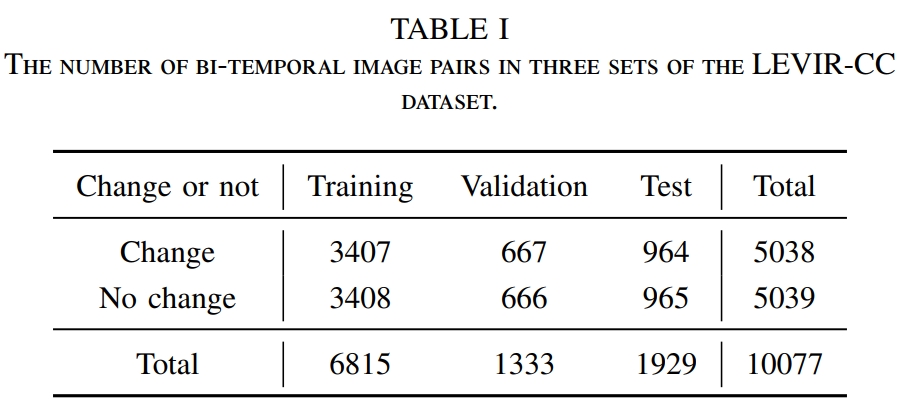 TABLE I
THE NUMBER OF BI-TEMPORAL IMAGE PAIRS IN THREE SETS OF THE LEVIR-CC
DATASET.
Change or not Training Validation Test Total
Change 3407 667 964 5038
No change 3408 666 965 5039
Total 6815 1333 1929 10077